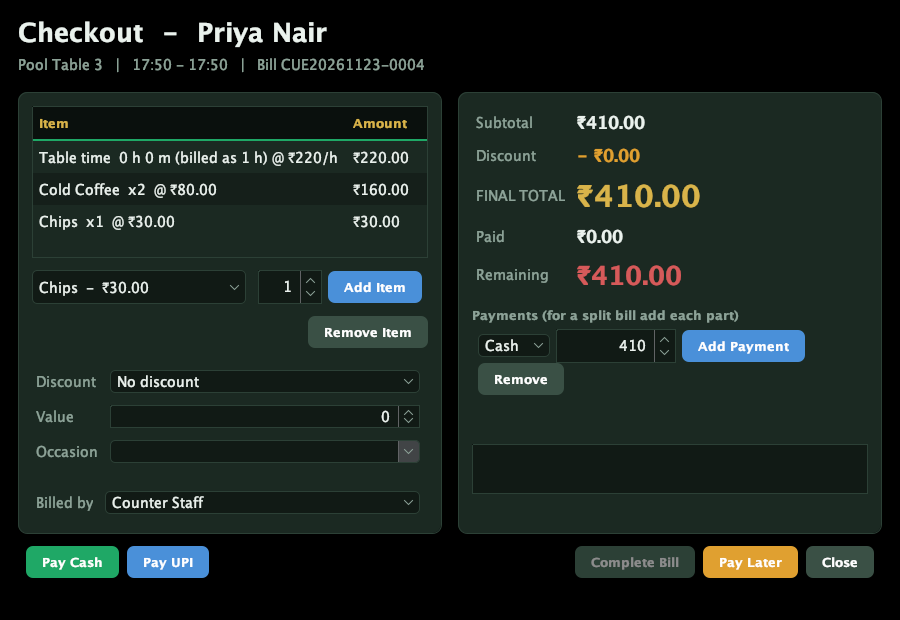 Checkout – Priya Nair
Pool Table 3 | 17:50 – 17:50 | Bill CUE20261123-0004
Item Amount
Table time 0 h 0 m (billed as 1 h) @ ₹220/h ₹220.00
Cold Coffee x2 @ ₹80.00 ₹160.00
Chips x1 @ ₹30.00 ₹30.00
Chips – ₹30.00 1 Add Item
Remove Item
Discount No discount
Value 0
Occasion
Billed by Counter Staff
Subtotal ₹410.00
Discount – ₹0.00
FINAL TOTAL ₹410.00
Paid ₹0.00
Remaining ₹410.00
Payments (for a split bill add each part)
Cash 410 Add Payment
Remove
Pay Cash Pay UPI Complete Bill Pay Later Close